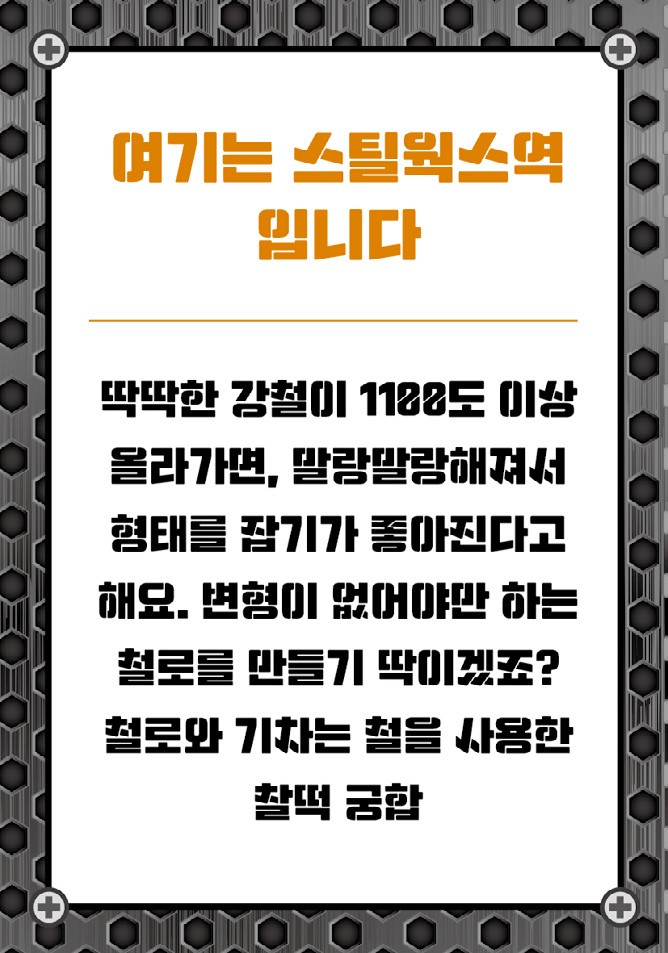 여기는 스틸웍스역
입니다
딱딱한 강철이 1100도 이상
올라가면, 말랑말랑해져서
형태를 잡기가 좋아진다고
해요. 변형이 없어야만 하는
철로를 만들기 딱이겠죠?
철로와 기차는 철을 사용한
찰떡 궁합